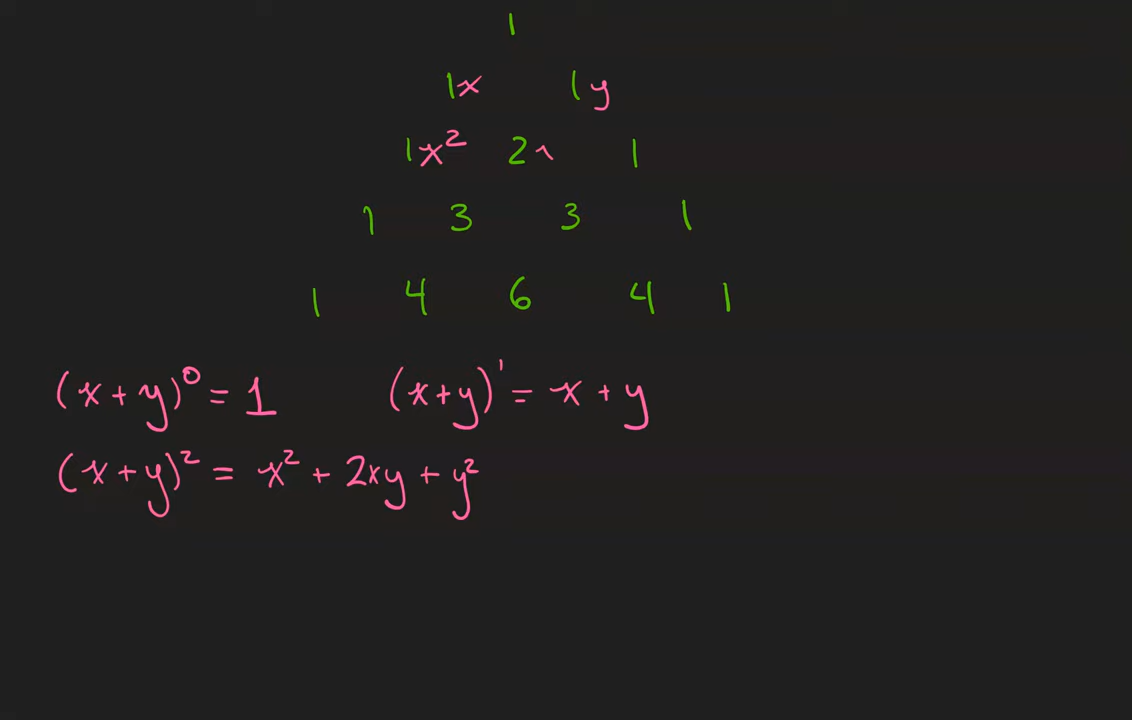 1
1x 1y
1x² 2 1
1 3 3 1
1 4 6 4 1
(x+y)⁰ = 1 (x+y)¹ = x + y
(x+y)² = x² + 2xy + y²